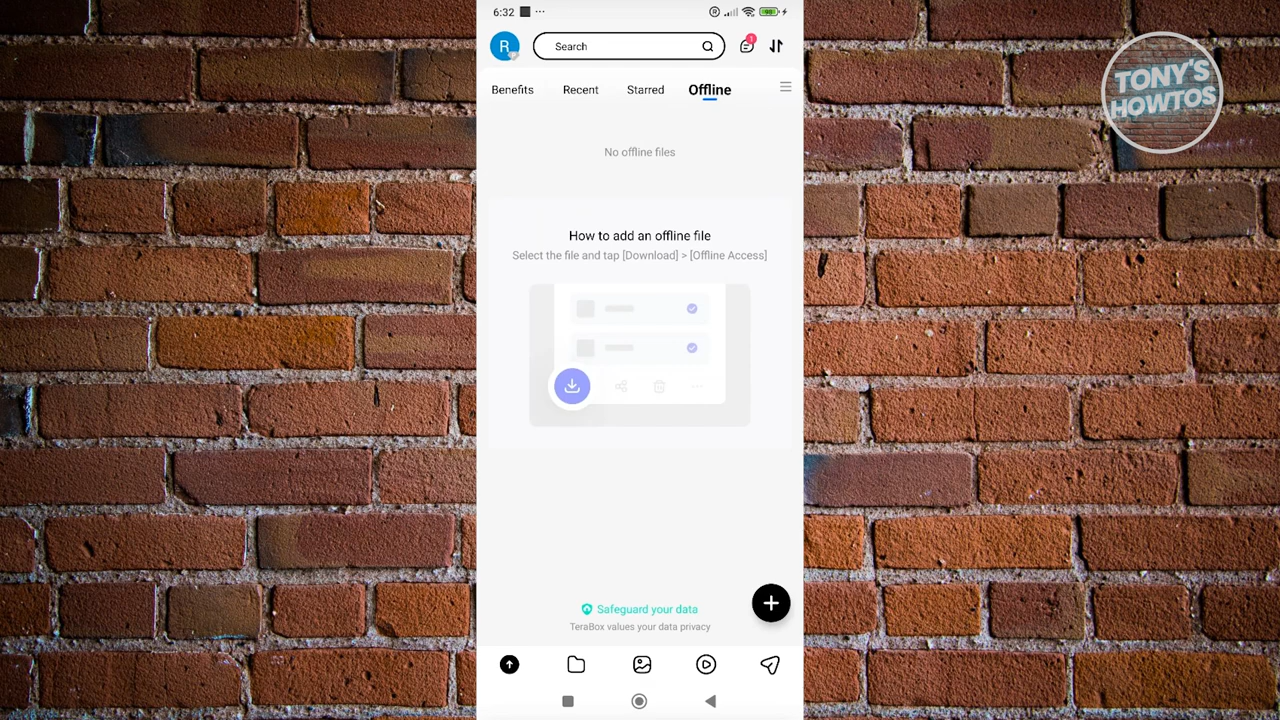 6:32
R
Search
1
Benefits
Recent
Starred
Offline
No offline files
How to add an offline file
Select the file and tap [Download] > [Offline Access]
Safeguard your data
TeraBox values your data privacy
TONY'S
HOWTOS